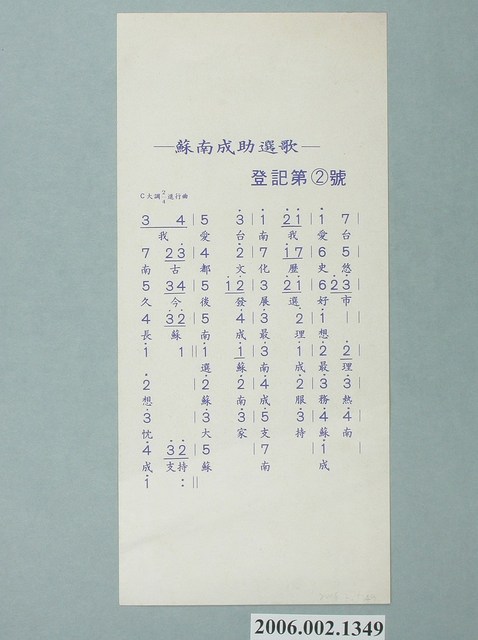 —蘇南成助選歌—
登記第②號
C大調 2/4 進行曲
3 4 | 5 3 | 1 21 | 1 7 |
我 愛 台 南 我 愛 台
7 23 | 4 2 | 7 17 | 6 5 |
南 古 都 文 化 歷 史 悠
5 34 | 5 12 | 3 21 | 6 23 |
久 今 後 發 展 選 好 市
4 32 | 5 4 | 3 2 | 1 | |
長 蘇 南 成 最 理 想
1 1 || 1 1 | 3 1 | 2 2 |
選 蘇 南 成 最 理
2 | 2 2 | 4 2 | 3 3 |
想 蘇 南 成 服 務 熱
3 | 3 3 | 5 3 | 4 4 |
忱 大 家 支 持 蘇 南
4 32 | 5 | 7 | 1 |
成 支持 蘇 南 成
1 : ||
2006.002.1349